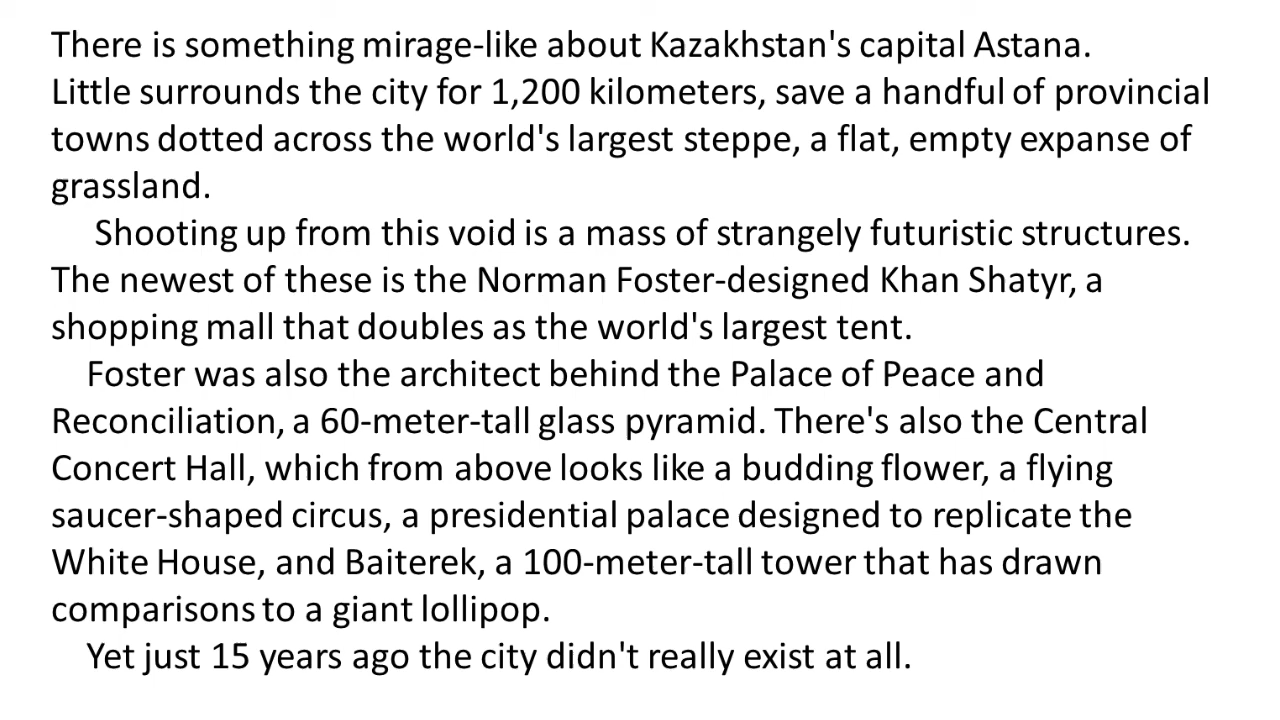 There is something mirage-like about Kazakhstan's capital Astana.
Little surrounds the city for 1,200 kilometers, save a handful of provincial
towns dotted across the world's largest steppe, a flat, empty expanse of
grassland.
Shooting up from this void is a mass of strangely futuristic structures.
The newest of these is the Norman Foster-designed Khan Shatyr, a
shopping mall that doubles as the world's largest tent.
Foster was also the architect behind the Palace of Peace and
Reconciliation, a 60-meter-tall glass pyramid. There's also the Central
Concert Hall, which from above looks like a budding flower, a flying
saucer-shaped circus, a presidential palace designed to replicate the
White House, and Baiterek, a 100-meter-tall tower that has drawn
comparisons to a giant lollipop.
Yet just 15 years ago the city didn't really exist at all.